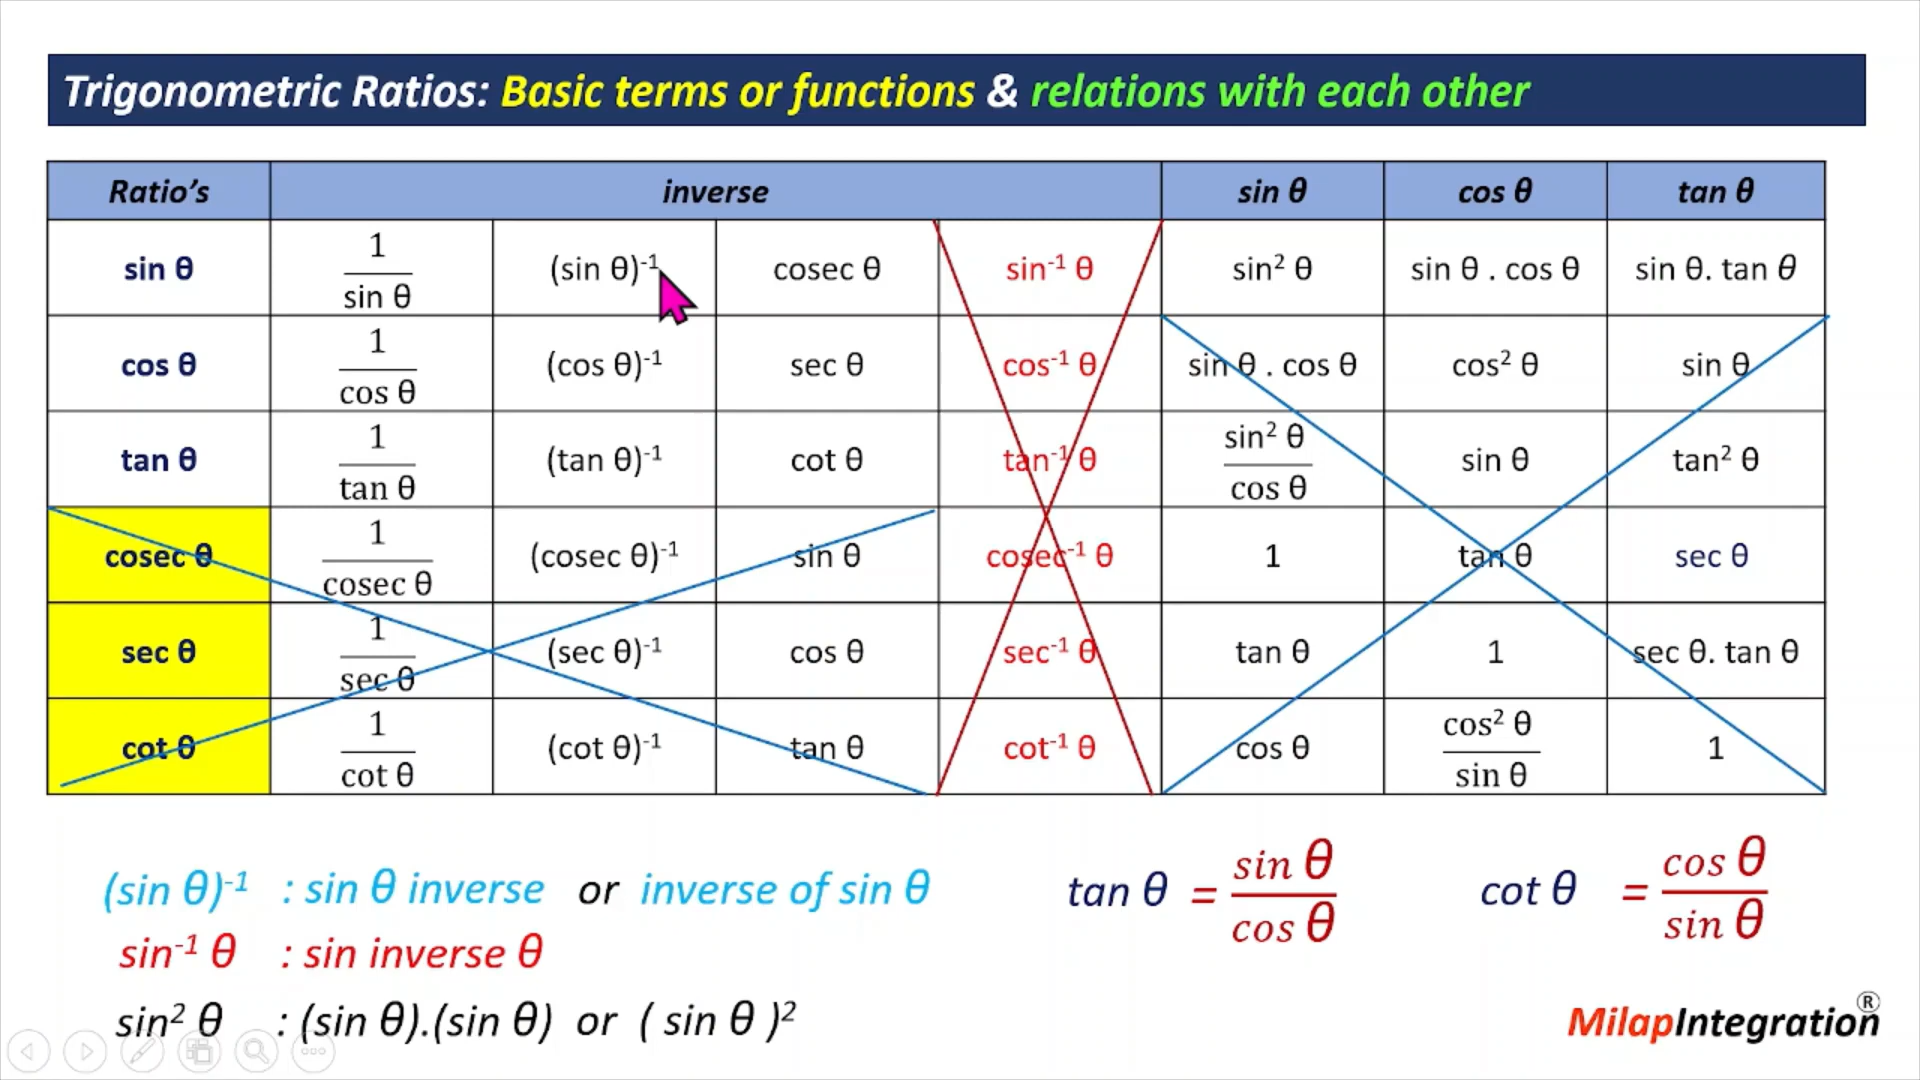 Trigonometric Ratios: Basic terms or functions & relations with each other
Ratio's inverse sin θ cos θ tan θ
sin θ 1/sin θ (sin θ)⁻¹ cosec θ sin⁻¹ θ sin² θ sin θ . cos θ sin θ. tan θ
cos θ 1/cos θ (cos θ)⁻¹ sec θ cos⁻¹ θ sin θ . cos θ cos² θ sin θ
tan θ 1/tan θ (tan θ)⁻¹ cot θ tan⁻¹ θ sin² θ/cos θ sin θ tan² θ
cosec θ 1/cosec θ (cosec θ)⁻¹ sin θ cosec⁻¹ θ 1 tan θ sec θ
sec θ 1/sec θ (sec θ)⁻¹ cos θ sec⁻¹ θ tan θ 1 sec θ. tan θ
cot θ 1/cot θ (cot θ)⁻¹ tan θ cot⁻¹ θ cos θ cos² θ/sin θ 1
(sin θ)⁻¹ : sin θ inverse or inverse of sin θ
sin⁻¹ θ : sin inverse θ
sin² θ : (sin θ).(sin θ) or ( sin θ )²
tan θ = sin θ/cos θ
cot θ = cos θ/sin θ
MilapIntegration®